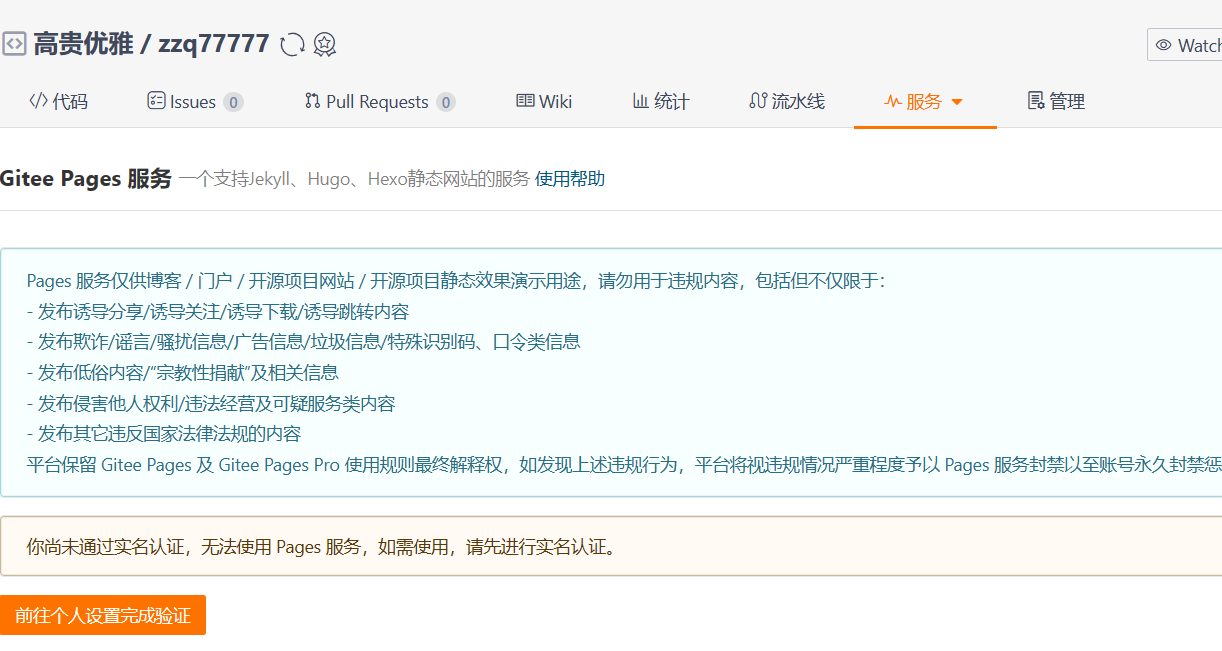 高贵优雅 / zzq77777
Watch
代码 Issues 0 Pull Requests 0 Wiki 统计 流水线 服务 管理
Gitee Pages 服务 一个支持Jekyll、Hugo、Hexo静态网站的服务 使用帮助
Pages 服务仅供博客 / 门户 / 开源项目网站 / 开源项目静态效果演示用途，请勿用于违规内容，包括但不仅限于：
- 发布诱导分享/诱导关注/诱导下载/诱导跳转内容
- 发布欺诈/谣言/骚扰信息/广告信息/垃圾信息/特殊识别码、口令类信息
- 发布低俗内容/“宗教性捐献”及相关信息
- 发布侵害他人权利/违法经营及可疑服务类内容
- 发布其它违反国家法律法规的内容
平台保留 Gitee Pages 及 Gitee Pages Pro 使用规则最终解释权，如发现上述违规行为，平台将视违规情况严重程度予以 Pages 服务封禁以至账号永久封禁惩
你尚未通过实名认证，无法使用 Pages 服务，如需使用，请先进行实名认证。
前往个人设置完成验证